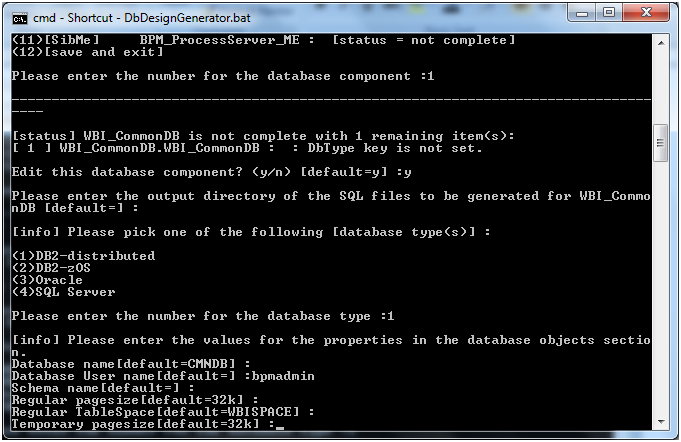 cmd - Shortcut - DbDesignGenerator.bat
(11)[SibMe] BPM_ProcessServer_ME : [status = not complete]
(12)[save and exit]
Please enter the number for the database component :1
--------------------------------------------------------------------------------
----
[status] WBI_CommonDB is not complete with 1 remaining item(s):
[ 1 ] WBI_CommonDB.WBI_CommonDB : : DbType key is not set.
Edit this database component? (y/n) [default=y] :y
Please enter the output directory of the SQL files to be generated for WBI_Commo
nDB [default=] :
[info] Please pick one of the following [database type(s)] :
(1)DB2-distributed
(2)DB2-zOS
(3)Oracle
(4)SQL Server
Please enter the number for the database type :1
[info] Please enter the values for the properties in the database objects sectio
n.
Database name[default=CMNDB] :
Database User name[default=] :bpmadmin
Schema name[default=] :
Regular pagesize[default=32k] :
Regular TableSpace[default=WBISPACE] :
Temporary pagesize[default=32k] :_